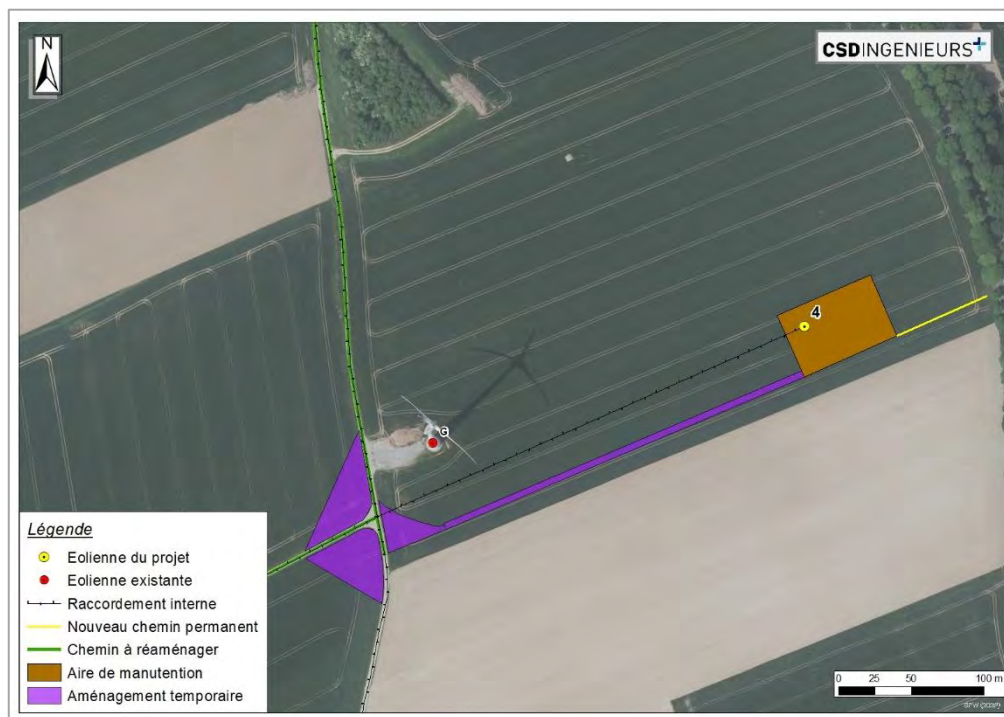 N
CSDINGENIEURS+
4
G
Légende
Eolienne du projet
Eolienne existante
Raccordement interne
Nouveau chemin permanent
Chemin à réaménager
Aire de manutention
Aménagement temporaire
0 25 50 100 m